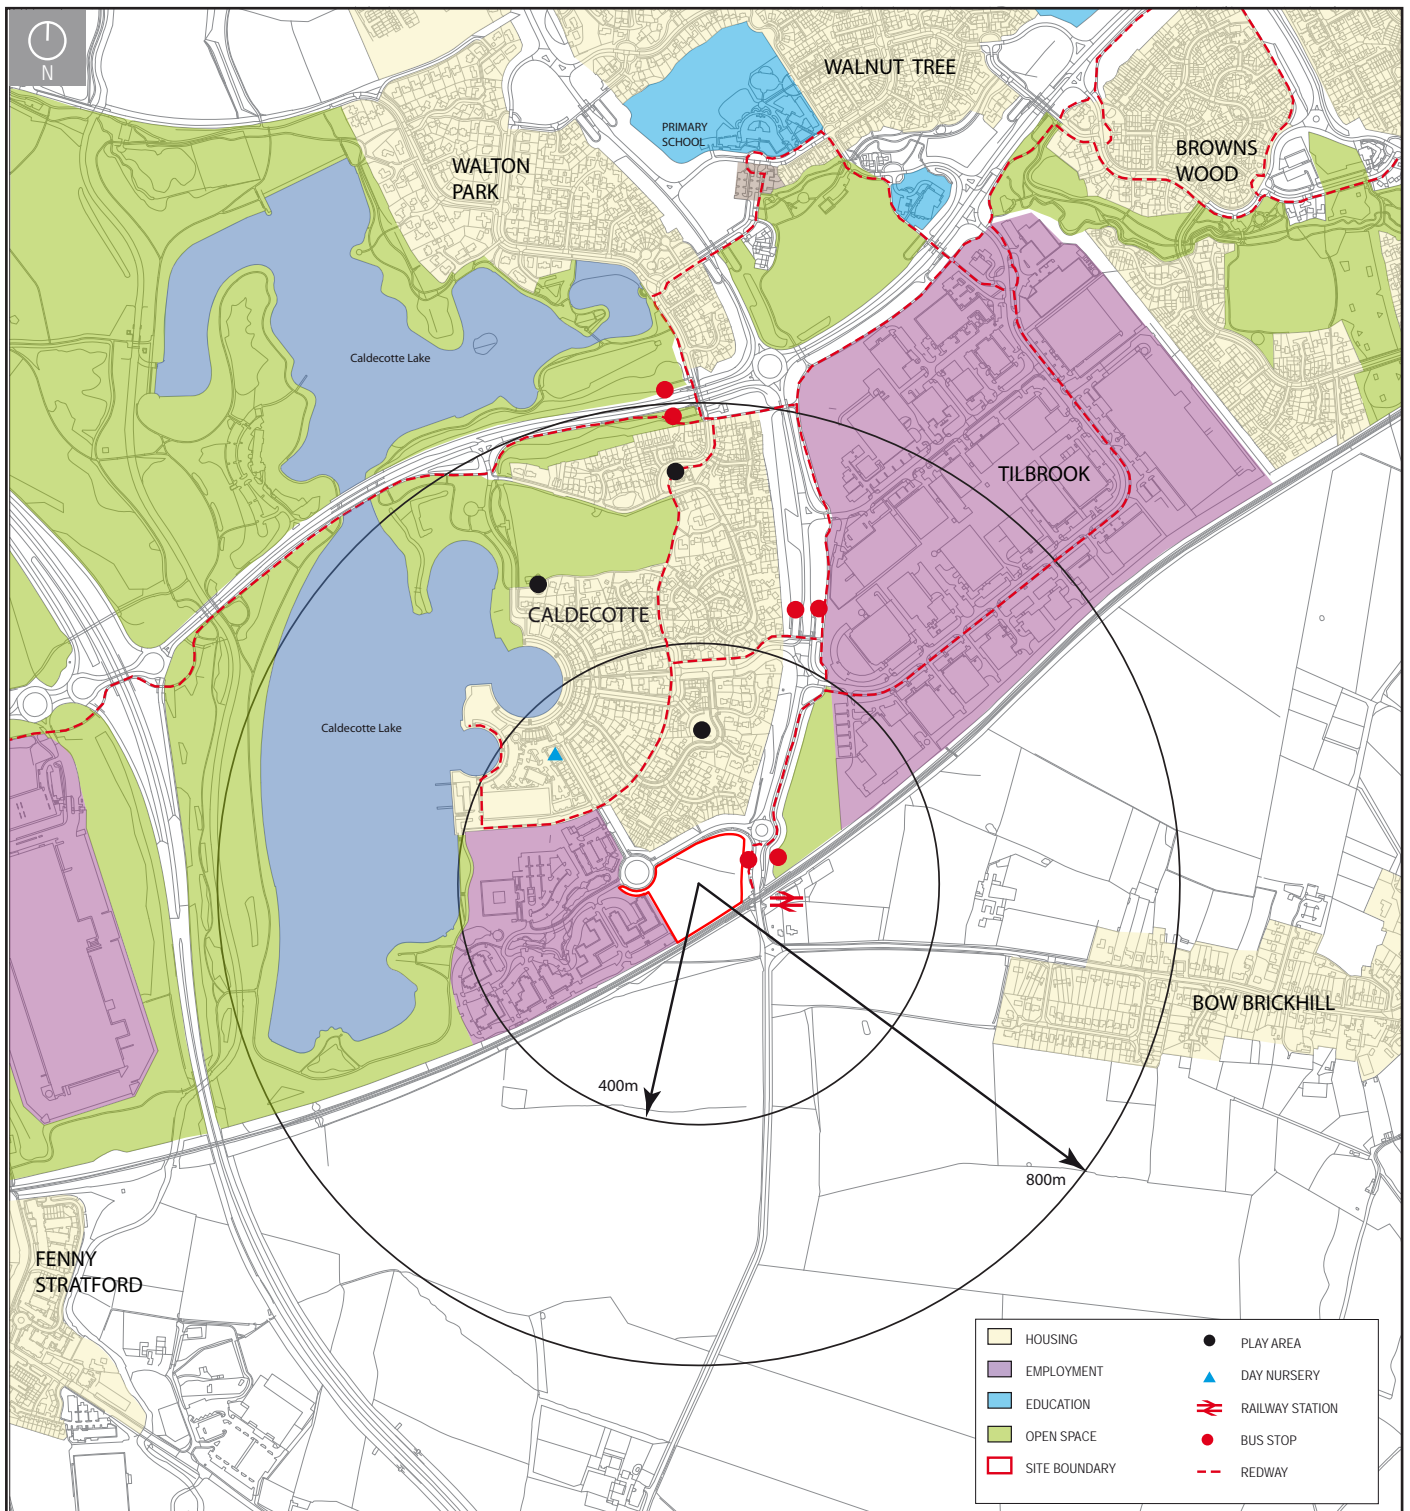 N
WALNUT TREE
PRIMARY
SCHOOL
BROWNS
WOOD
WALTON
PARK
Caldecotte Lake
TILBROOK
CALDECOTTE
Caldecotte Lake
BOW BRICKHILL
400m
800m
FENNY
STRATFORD
HOUSING
EMPLOYMENT
EDUCATION
OPEN SPACE
SITE BOUNDARY
PLAY AREA
DAY NURSERY
RAILWAY STATION
BUS STOP
REDWAY